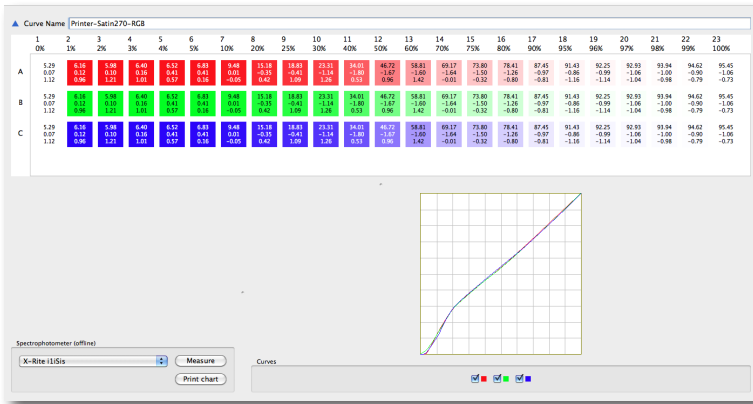 Curve Name Printer-Satin270-RGB
1 2 3 4 5 6 7 8 9 10 11 12 13 14 15 16 17 18 19 20 21 22 23
0% 1% 2% 3% 4% 5% 10% 20% 25% 30% 40% 50% 60% 70% 75% 80% 90% 95% 96% 97% 98% 99% 100%
5.29 6.16 5.98 6.40 6.52 6.83 9.48 15.18 18.83 23.31 34.01 46.72 58.81 69.17 73.80 78.41 87.45 91.43 92.25 92.93 93.94 94.62 95.45
A 0.07 0.12 0.10 0.16 0.41 0.41 0.01 -0.35 -0.41 -1.14 -1.80 -1.67 -1.60 -1.64 -1.50 -1.26 -0.97 -0.86 -0.99 -1.06 -1.00 -0.90 -1.06
1.12 0.96 1.21 1.01 0.57 0.16 -0.05 0.42 1.09 1.26 0.53 0.96 1.42 -0.01 -0.32 -0.80 -0.81 -1.16 -1.14 -1.04 -0.98 -0.79 -0.73
5.29 6.16 5.98 6.40 6.52 6.83 9.48 15.18 18.83 23.31 34.01 46.72 58.81 69.17 73.80 78.41 87.45 91.43 92.25 92.93 93.94 94.62 95.45
B 0.07 0.12 0.10 0.16 0.41 0.41 0.01 -0.35 -0.41 -1.14 -1.80 -1.67 -1.60 -1.64 -1.50 -1.26 -0.97 -0.86 -0.99 -1.06 -1.00 -0.90 -1.06
1.12 0.96 1.21 1.01 0.57 0.16 -0.05 0.42 1.09 1.26 0.53 0.96 1.42 -0.01 -0.32 -0.80 -0.81 -1.16 -1.14 -1.04 -0.98 -0.79 -0.73
5.29 6.16 5.98 6.40 6.52 6.83 9.48 15.18 18.83 23.31 34.01 46.72 58.81 69.17 73.80 78.41 87.45 91.43 92.25 92.93 93.94 94.62 95.45
C 0.07 0.12 0.10 0.16 0.41 0.41 0.01 -0.35 -0.41 -1.14 -1.80 -1.67 -1.60 -1.64 -1.50 -1.26 -0.97 -0.86 -0.99 -1.06 -1.00 -0.90 -1.06
1.12 0.96 1.21 1.01 0.57 0.16 -0.05 0.42 1.09 1.26 0.53 0.96 1.42 -0.01 -0.32 -0.80 -0.81 -1.16 -1.14 -1.04 -0.98 -0.79 -0.73
Spectrophotometer (offline)
X-Rite i1iSis Measure
Print chart
Curves